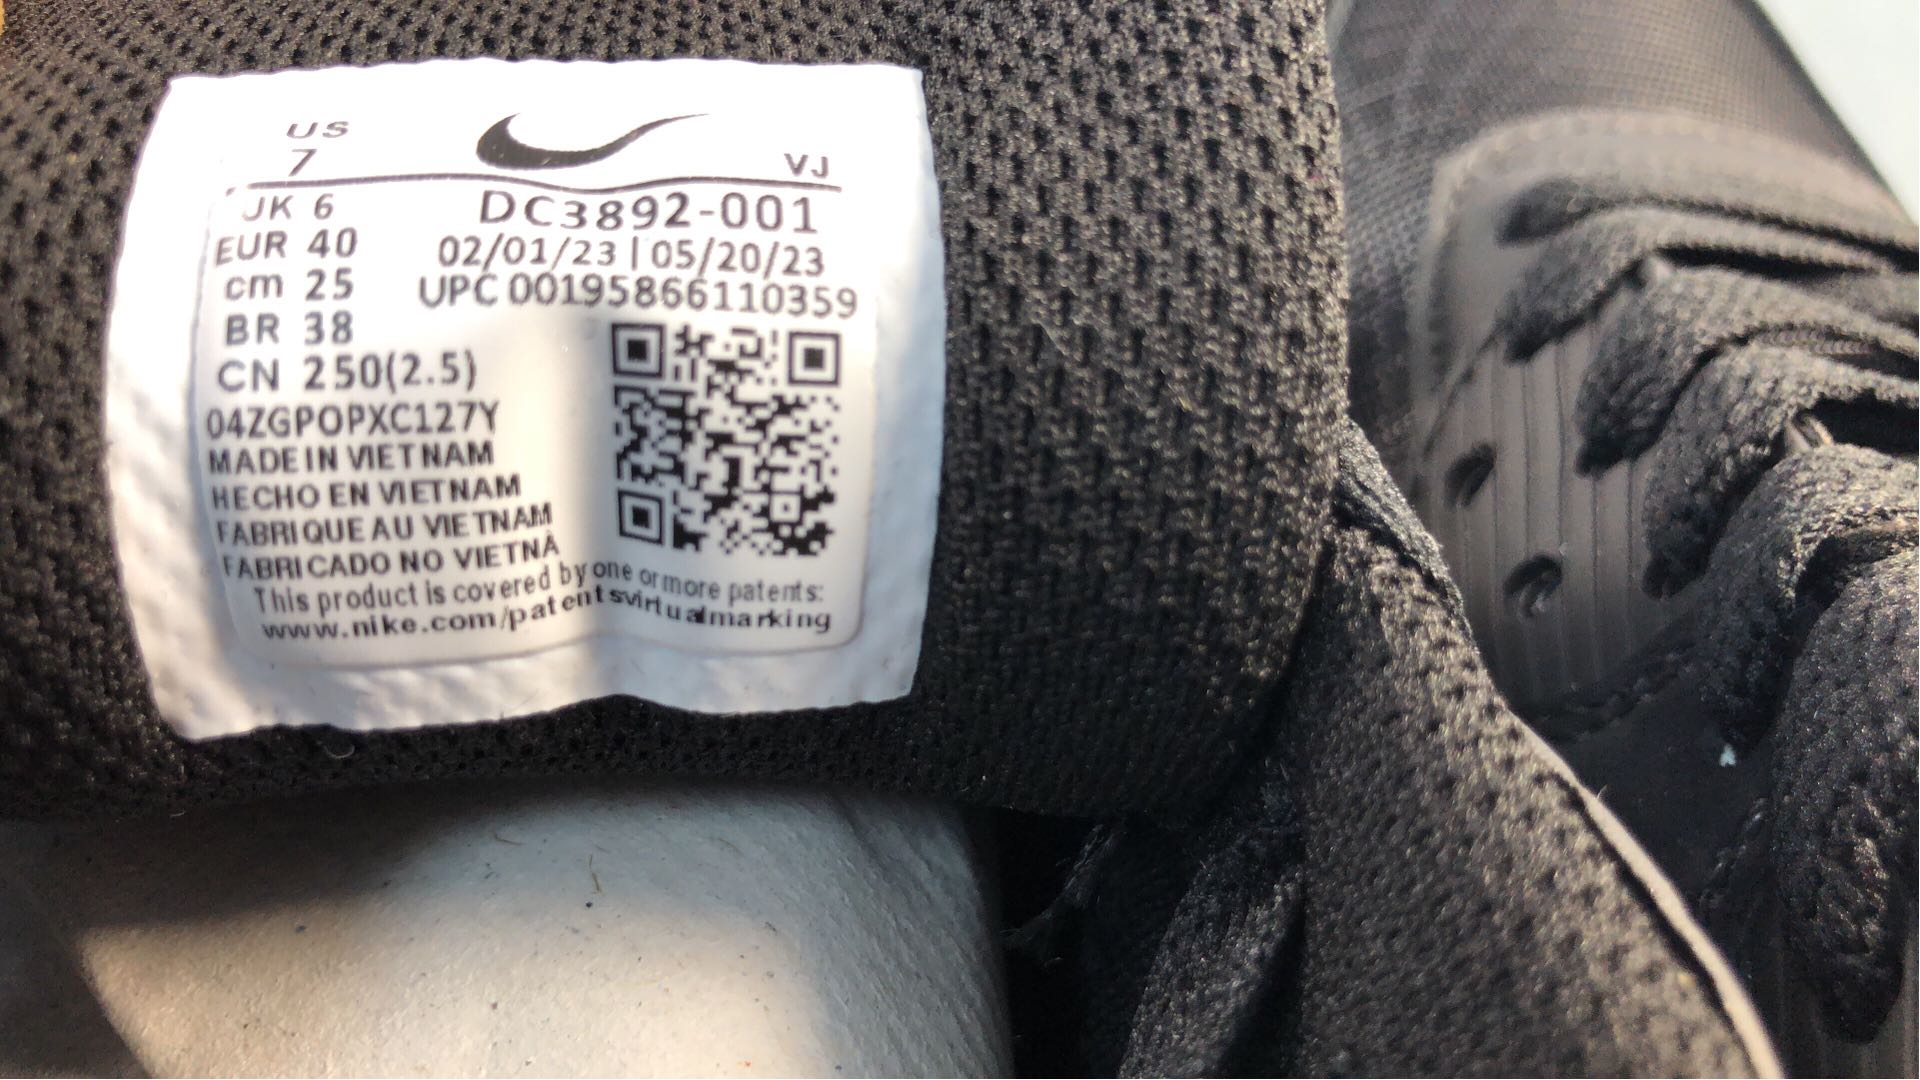 US
7
VJ
UK 6
DC3892-001
EUR 40
02/01/23 | 05/20/23
cm 25
UPC 00195866110359
BR 38
CN 250(2.5)
04ZGPOPXC127Y
MADE IN VIETNAM
HECHO EN VIETNAM
FABRIQUE AU VIETNAM
FABRICADO NO VIETNÃ
This product is covered by one or more patents:
www.nike.com/patentsvirtualmarking